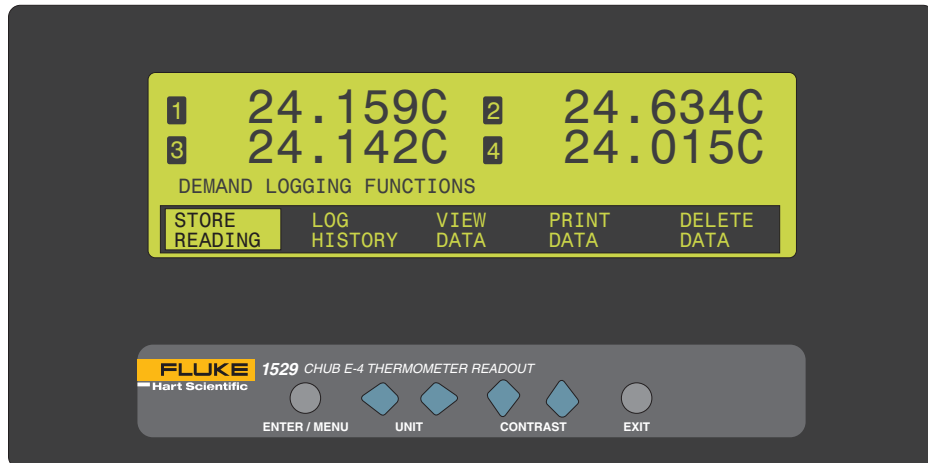 1 24.159C 2 24.634C
3 24.142C 4 24.015C
DEMAND LOGGING FUNCTIONS
STORE READING LOG HISTORY VIEW DATA PRINT DATA DELETE DATA
FLUKE 1529 CHUB E-4 THERMOMETER READOUT
Hart Scientific
ENTER / MENU UNIT CONTRAST EXIT